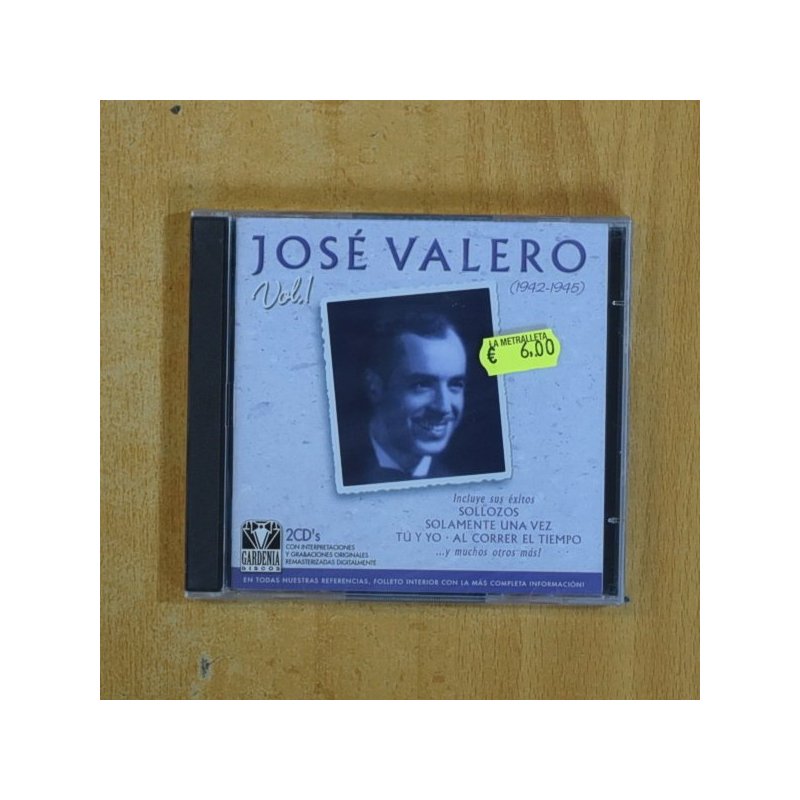 JOSÉ VALERO
Vol. 1
(1942-1945)
LA METRALLETA
€ 6,00
Incluye sus éxitos
SOLLOZOS
SOLAMENTE UNA VEZ
TÚ Y YO · AL CORRER EL TIEMPO
...y muchos otros más!
GARDENIA
DISCOS
2CD's
CON INTERPRETACIONES
Y GRABACIONES ORIGINALES
REMASTERIZADAS DIGITALMENTE
EN TODAS NUESTRAS REFERENCIAS, FOLLETO INTERIOR CON LA MÁS COMPLETA INFORMACIÓN!